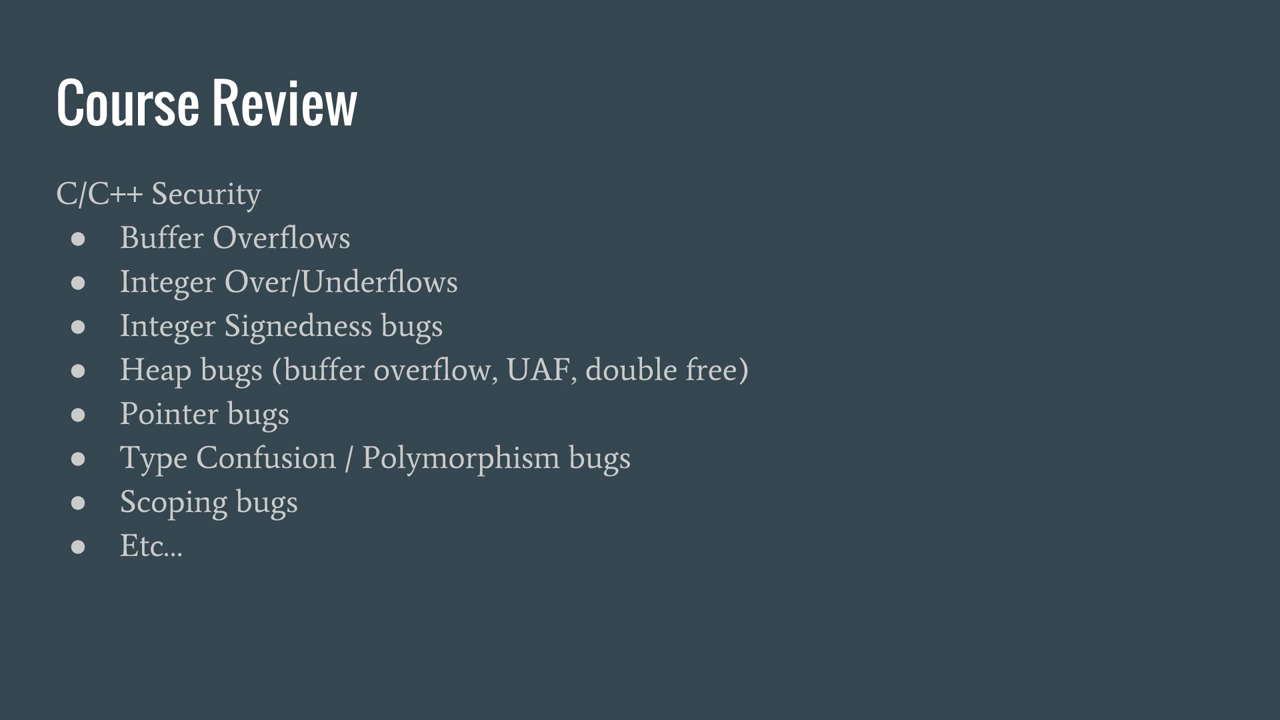 Course Review
C/C++ Security
● Buffer Overflows
● Integer Over/Underflows
● Integer Signedness bugs
● Heap bugs (buffer overflow, UAF, double free)
● Pointer bugs
● Type Confusion / Polymorphism bugs
● Scoping bugs
● Etc...